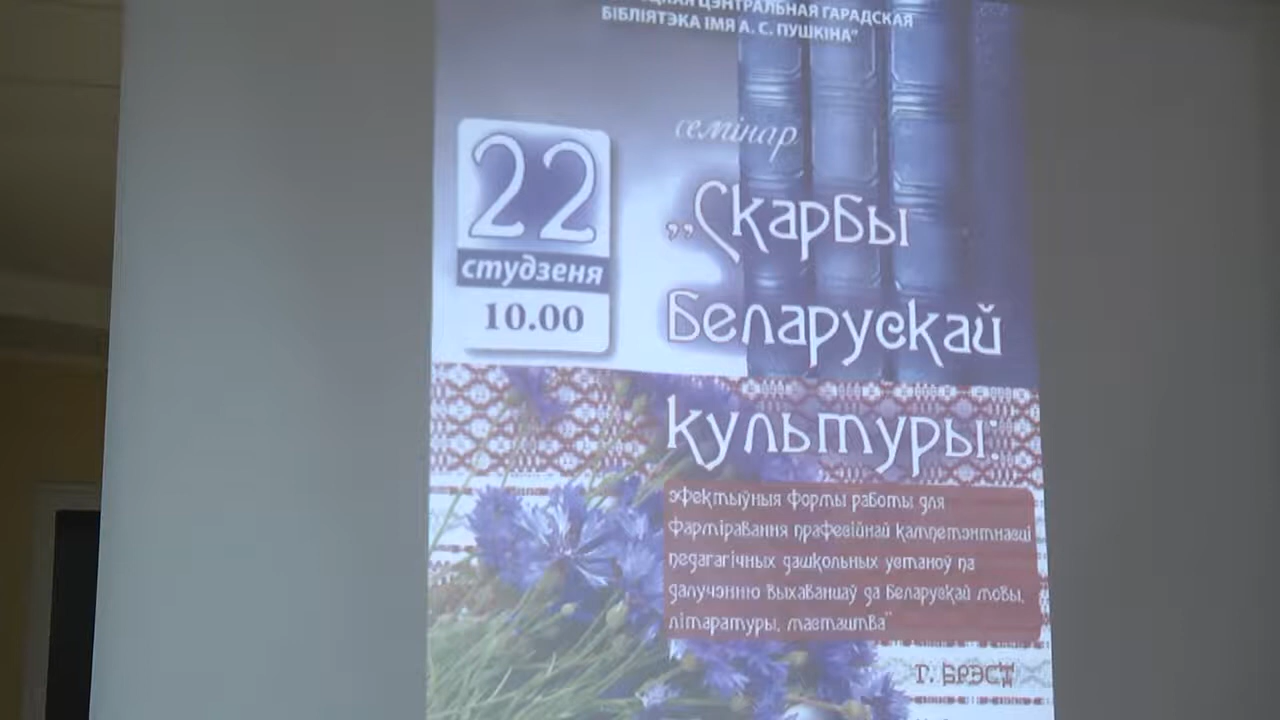 ЦЭНТРАЛЬНАЯ ГАРАДСКАЯ
БІБЛІЯТЭКА ІМЯ А. С. ПУШКІНА”
22
студзеня
10.00
семінар
„Скарбы
Беларускай
культуры:
эфектыўныя формы работы для
фарміравання прафесійнай кампетэнтнасці
педагагічных дашкольных устаноў па
далучэнню выхаванцаў да беларускай мовы,
літаратуры, мастацтва”
г. БРЭСТ